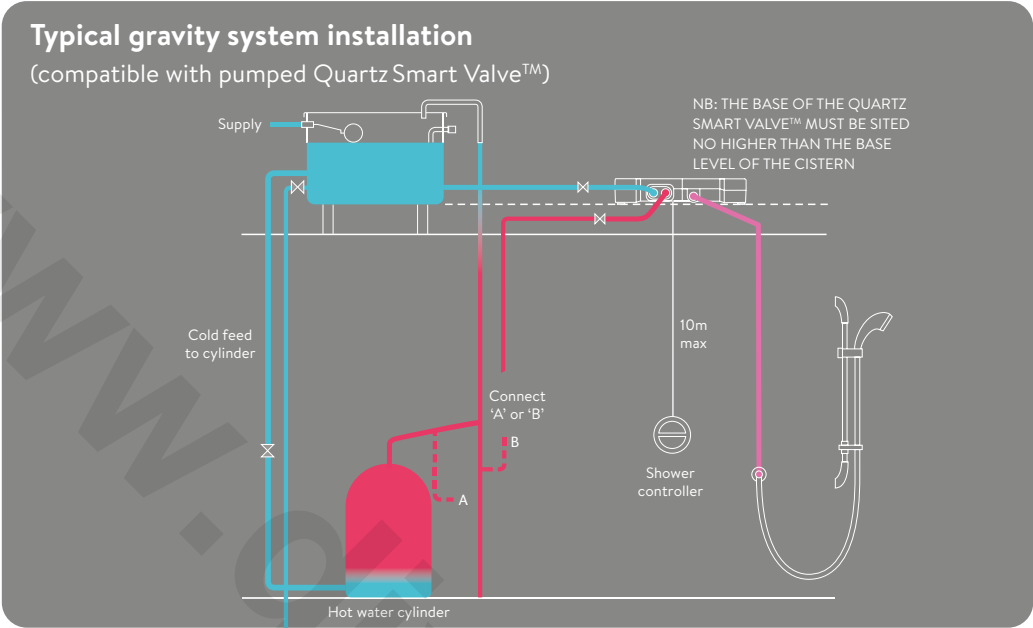 Typical gravity system installation
(compatible with pumped Quartz Smart Valve™)
Supply
NB: THE BASE OF THE QUARTZ
SMART VALVE™ MUST BE SITED
NO HIGHER THAN THE BASE
LEVEL OF THE CISTERN
Cold feed
to cylinder
10m
max
Connect
‘A’ or ‘B’
B
A
Shower
controller
Hot water cylinder